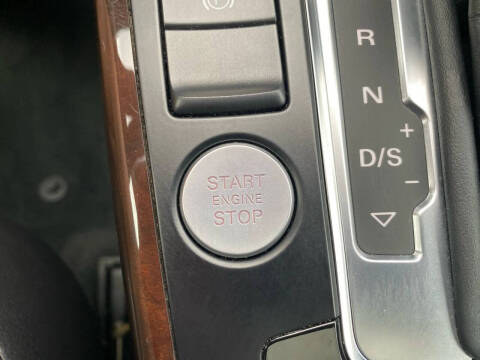 R
N
+
D/S
−
START
ENGINE
STOP